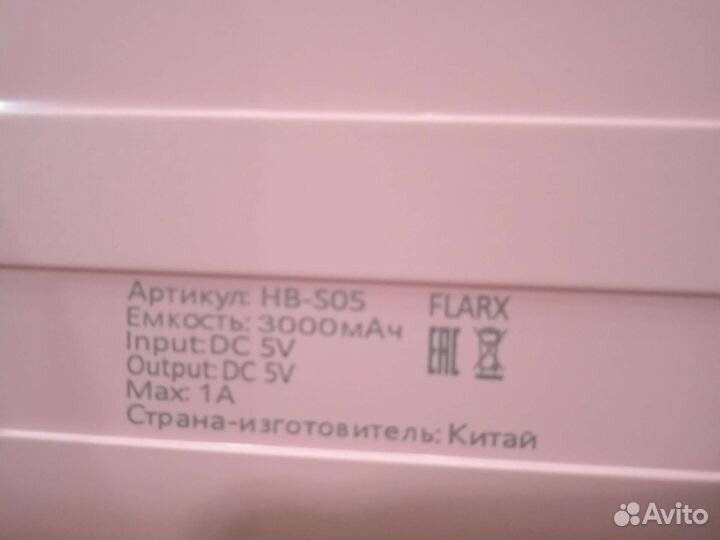 Артикул: HB-S05 FLARX
Емкость: 3000мАч
EAC
Input:DC 5V
Output:DC 5V
Max: 1A
Страна-изготовитель: Китай
Avito